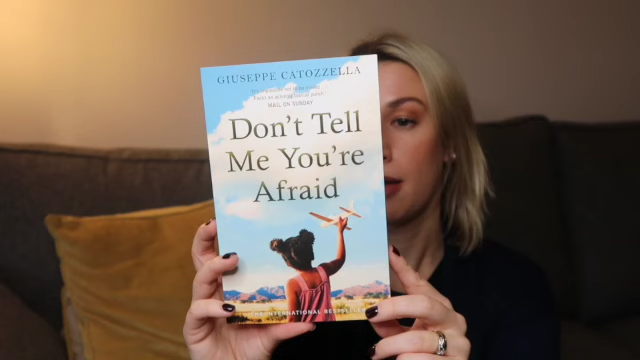 GIUSEPPE CATOZZELLA
MAIL ON SUNDAY
Don't Tell
Me You're
Afraid
INTERNATIONAL BESTSELLER